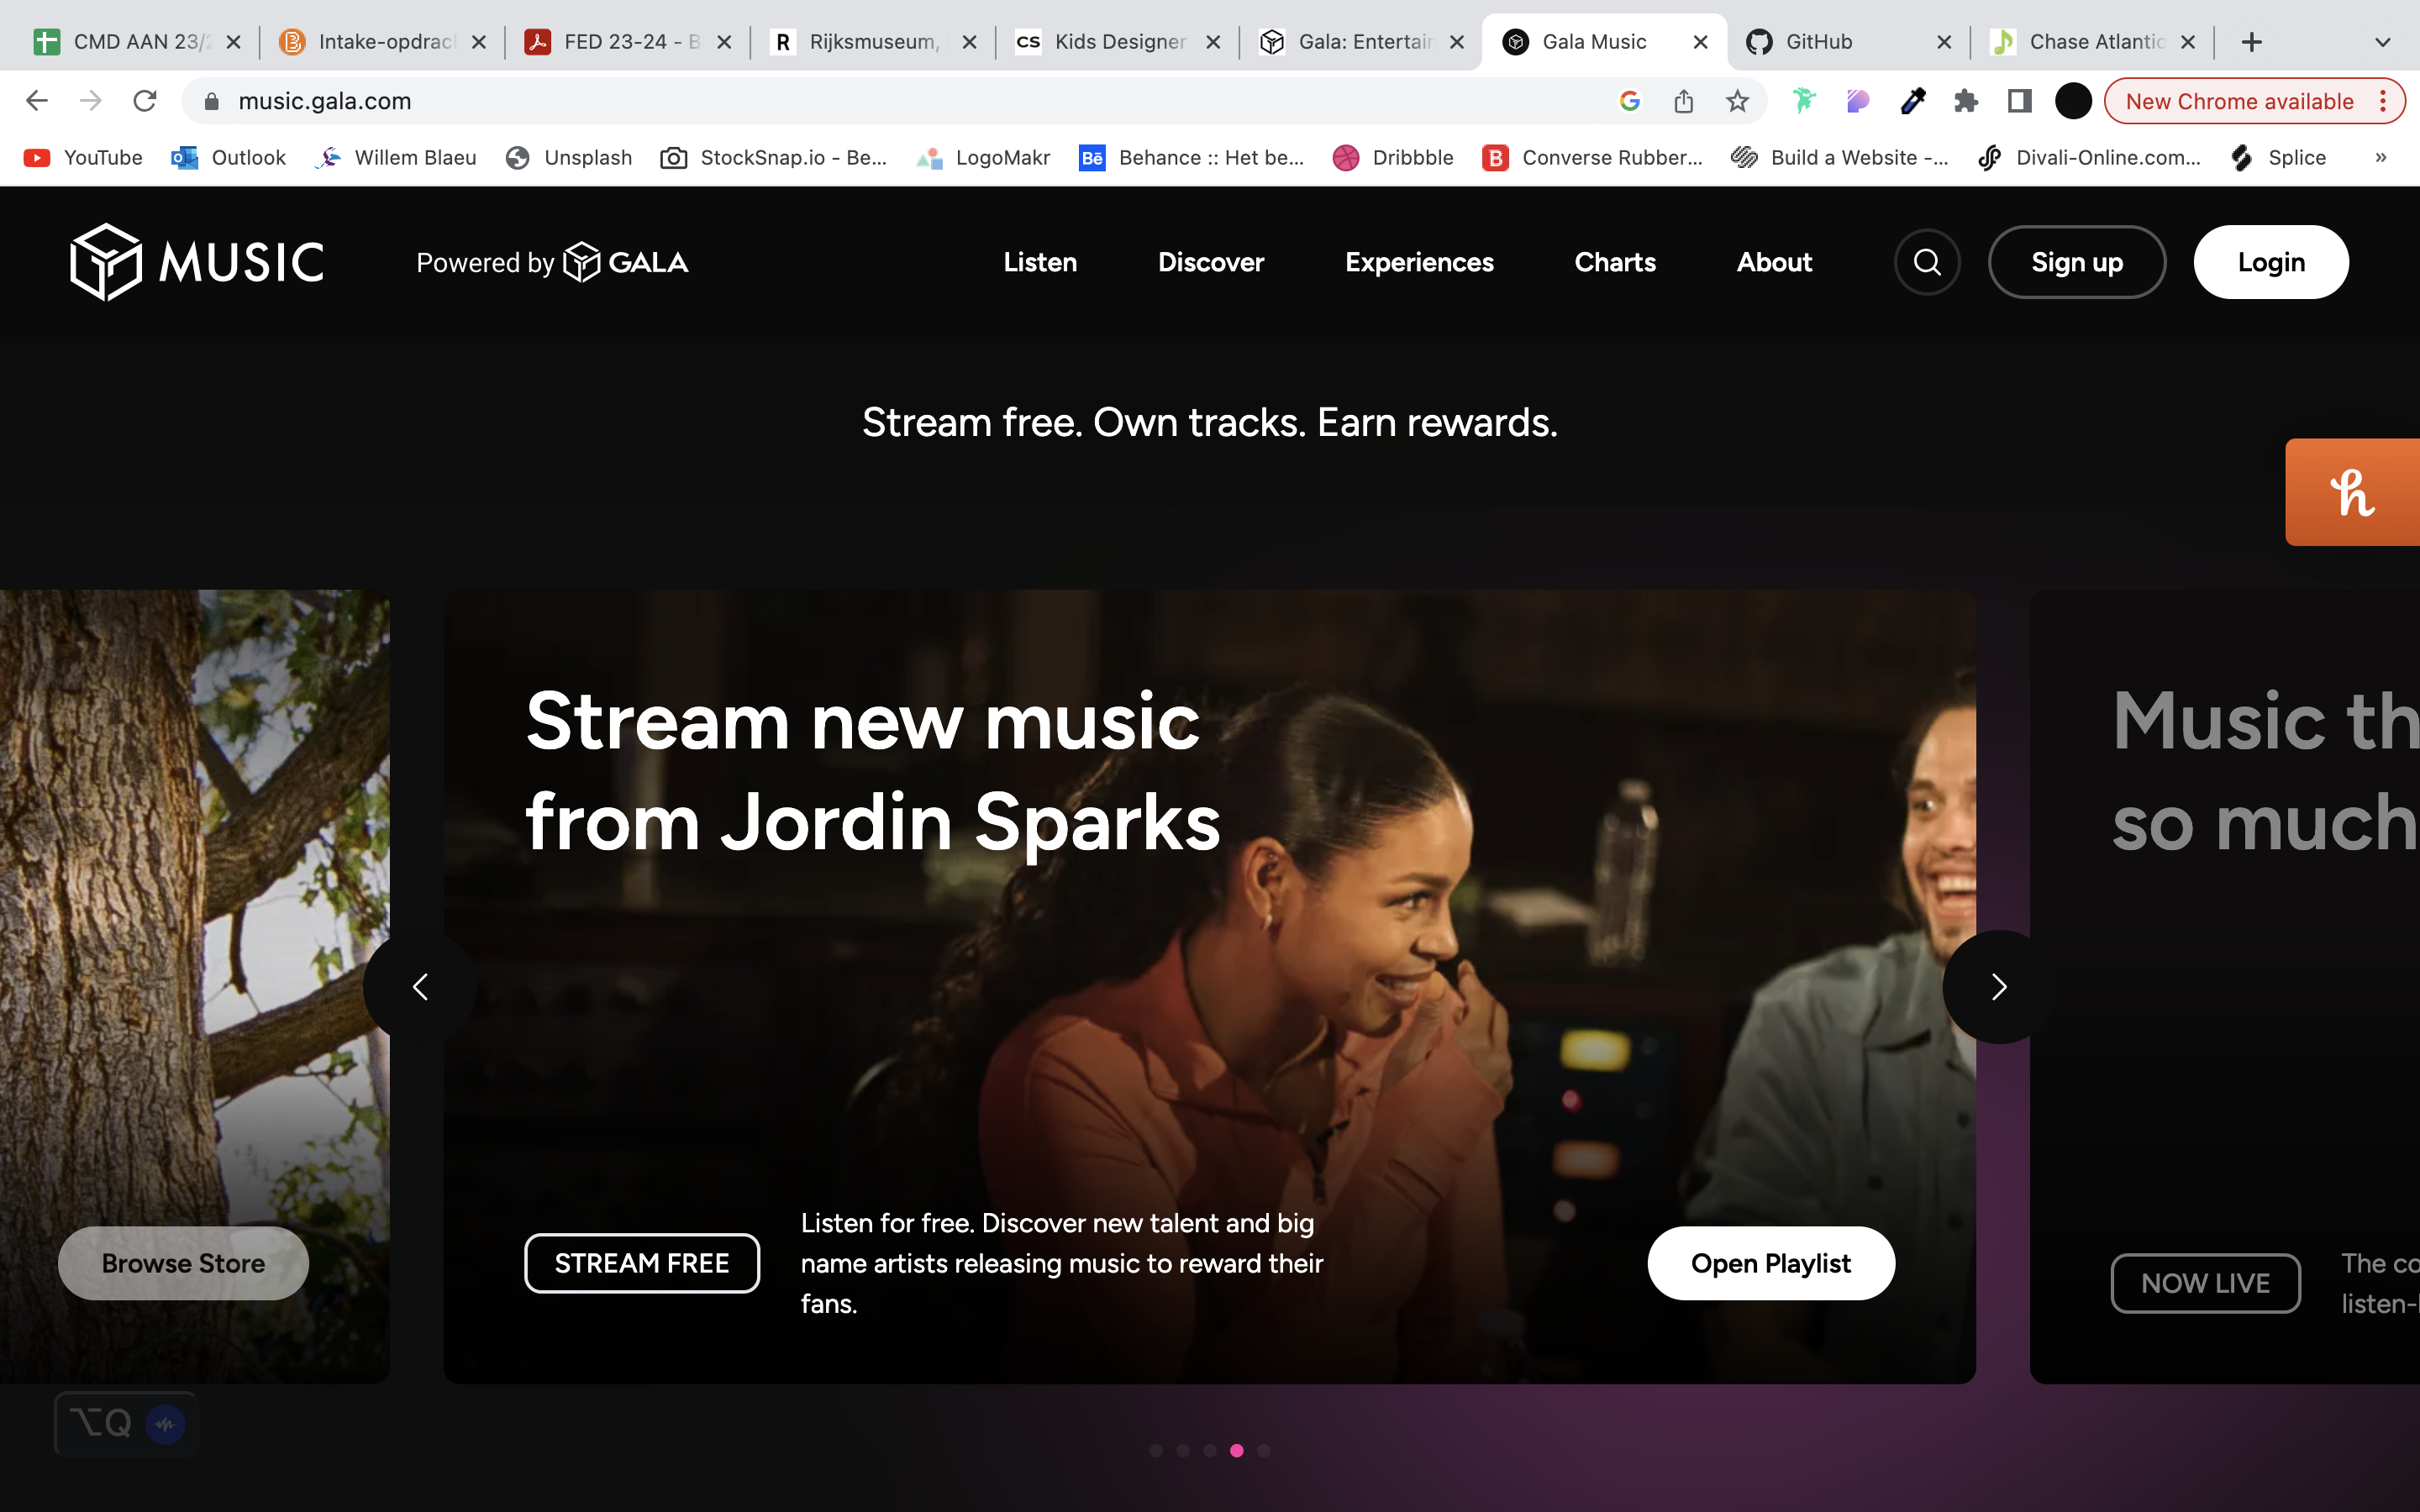 CMD AAN 23/2
Intake-opdrac
FED 23-24 - B
R Rijksmuseum,
CS Kids Designer
Gala: Entertain
Gala Music
GitHub
Chase Atlantic
music.gala.com
New Chrome available
YouTube
Outlook
Willem Blaeu
Unsplash
StockSnap.io - Be...
LogoMakr
Bē Behance :: Het be...
Dribbble
B Converse Rubber...
Build a Website -...
Divali-Online.com...
Splice
»
MUSIC
Powered by GALA
Listen
Discover
Experiences
Charts
About
Sign up
Login
Stream free. Own tracks. Earn rewards.
h
Stream new music
from Jordin Sparks
Music th
so much
Browse Store
STREAM FREE
Listen for free. Discover new talent and big
name artists releasing music to reward their
fans.
Open Playlist
NOW LIVE
The co
listen-
⌥Q